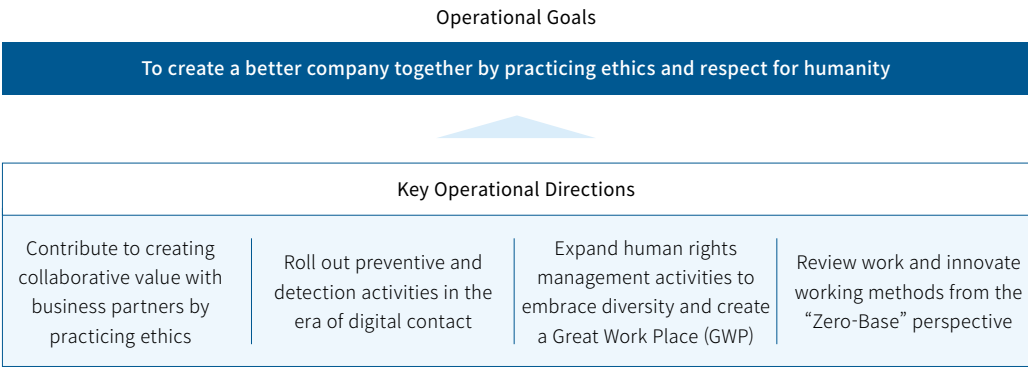 Operational Goals
To create a better company together by practicing ethics and respect for humanity
Key Operational Directions
Contribute to creating
collaborative value with
business partners by
practicing ethics
Roll out preventive and
detection activities in the
era of digital contact
Expand human rights
management activities to
embrace diversity and create
a Great Work Place (GWP)
Review work and innovate
working methods from the
“Zero-Base” perspective